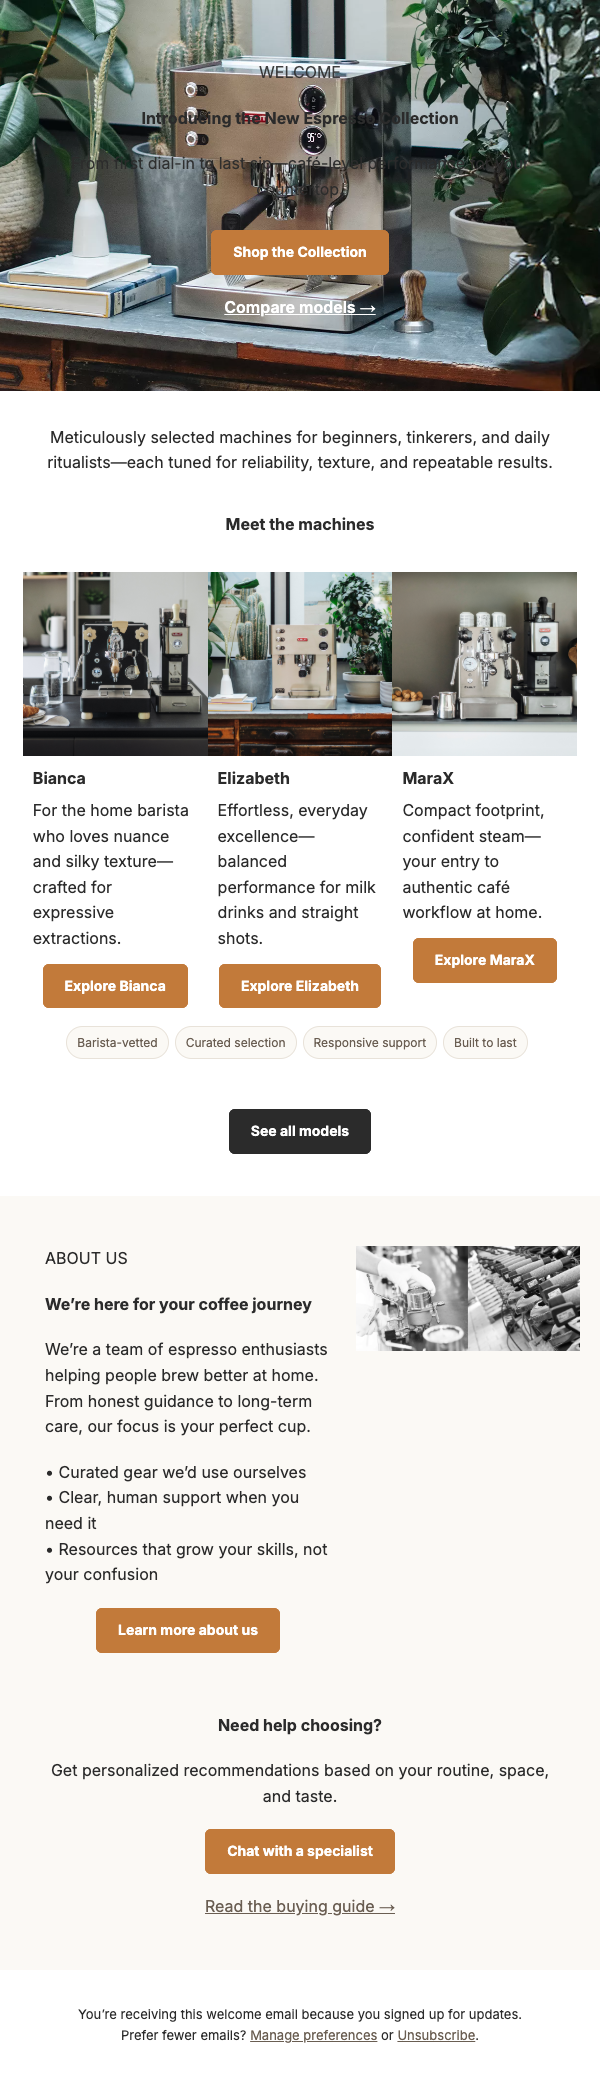 WELCOME
Introducing the New Espresso Collection
From first dial-in to last sip
café-level
Shop the Collection
Compare models →
Meticulously selected machines for beginners, tinkerers, and daily
ritualists—each tuned for reliability, texture, and repeatable results.
Meet the machines
Bianca
For the home barista
who loves nuance
and silky texture—
crafted for
expressive
extractions.
Explore Bianca
Elizabeth
Effortless, everyday
excellence—
balanced
performance for milk
drinks and straight
shots.
Explore Elizabeth
MaraX
Compact footprint,
confident steam—
your entry to
authentic café
workflow at home.
Explore MaraX
Barista-vetted
Curated selection
Responsive support
Built to last
See all models
ABOUT US
We’re here for your coffee journey
We’re a team of espresso enthusiasts
helping people brew better at home.
From honest guidance to long-term
care, our focus is your perfect cup.
• Curated gear we’d use ourselves
• Clear, human support when you
need it
• Resources that grow your skills, not
your confusion
Learn more about us
Need help choosing?
Get personalized recommendations based on your routine, space,
and taste.
Chat with a specialist
Read the buying guide →
You’re receiving this welcome email because you signed up for updates.
Prefer fewer emails? Manage preferences or Unsubscribe.